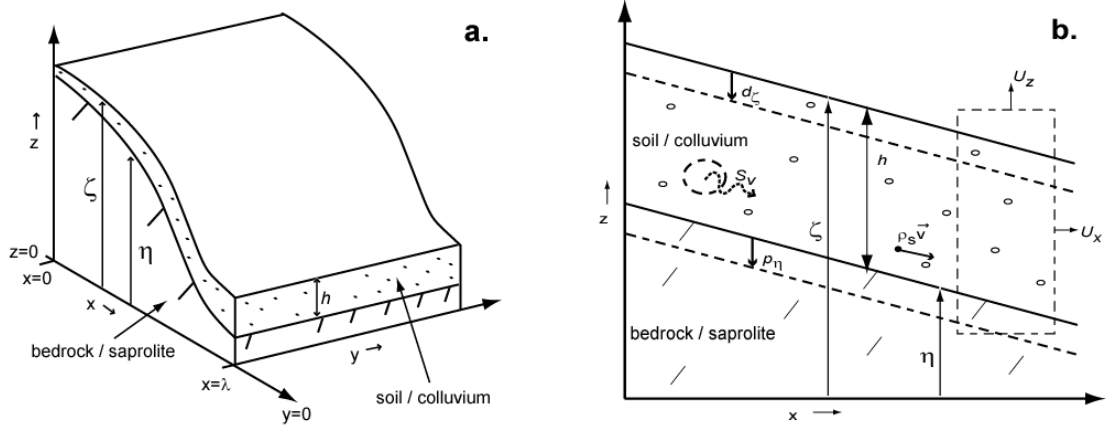 a.
z
ζ
η
z=0
x=0
x
bedrock / saprolite
h
x=λ
y
y=0
soil / colluvium
b.
U_z
d_ζ
soil / colluvium
h
S_v
z
ζ
ρ_s v⃗
U_x
p_η
bedrock / saprolite
η
x